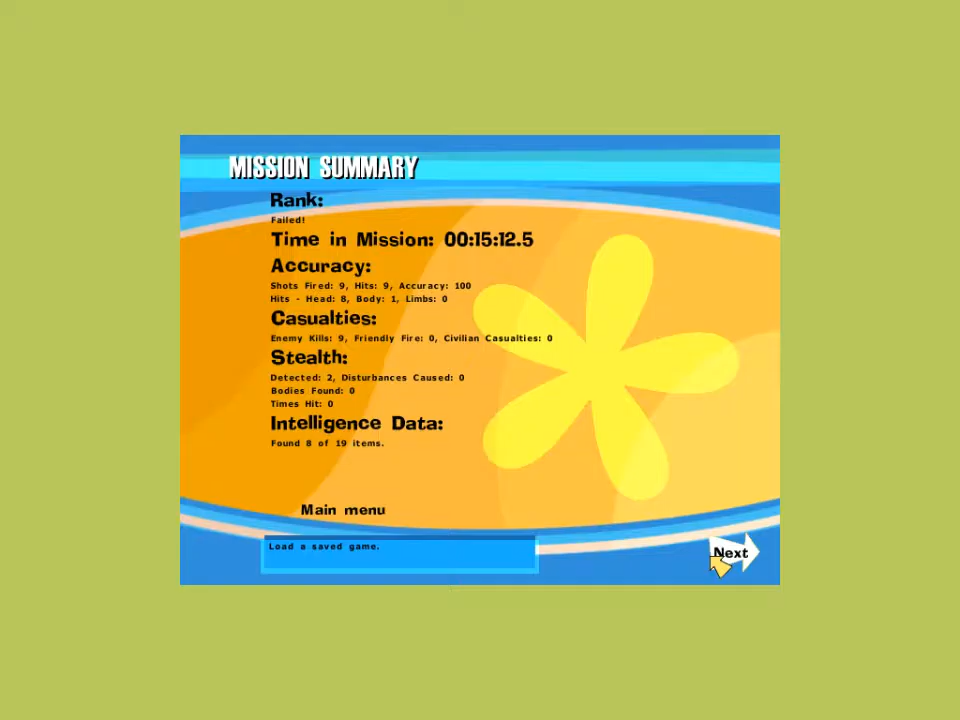 MISSION SUMMARY
Rank:
Failed!
Time in Mission: 00:15:12.5
Accuracy:
Shots Fired: 9, Hits: 9, Accuracy: 100
Hits - Head: 8, Body: 1, Limbs: 0
Casualties:
Enemy Kills: 9, Friendly Fire: 0, Civilian Casualties: 0
Stealth:
Detected: 2, Disturbances Caused: 0
Bodies Found: 0
Times Hit: 0
Intelligence Data:
Found 8 of 19 items.
Main menu
Load a saved game.
Next